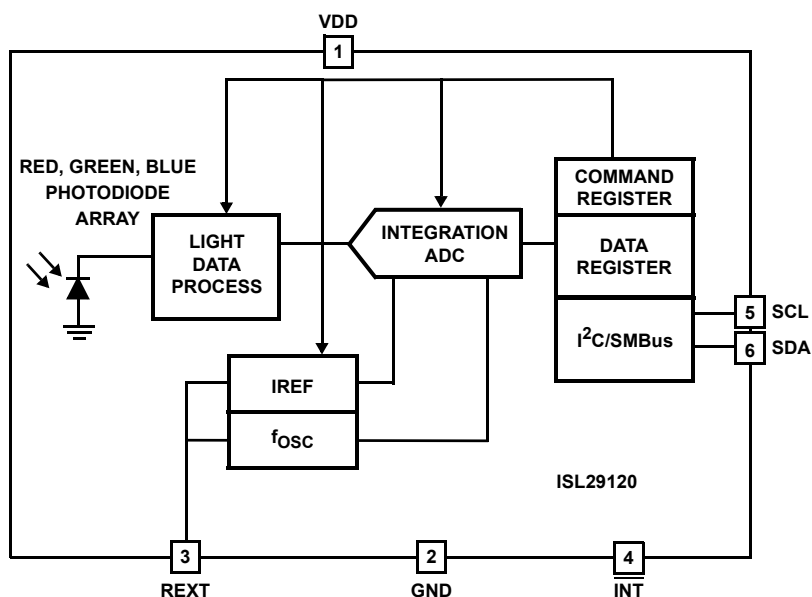 VDD
1
RED, GREEN, BLUE
PHOTODIODE
ARRAY
LIGHT
DATA
PROCESS
INTEGRATION
ADC
COMMAND
REGISTER
DATA
REGISTER
I²C/SMBus
5 SCL
6 SDA
IREF
fOSC
ISL29120
3
REXT
2
GND
4
INT